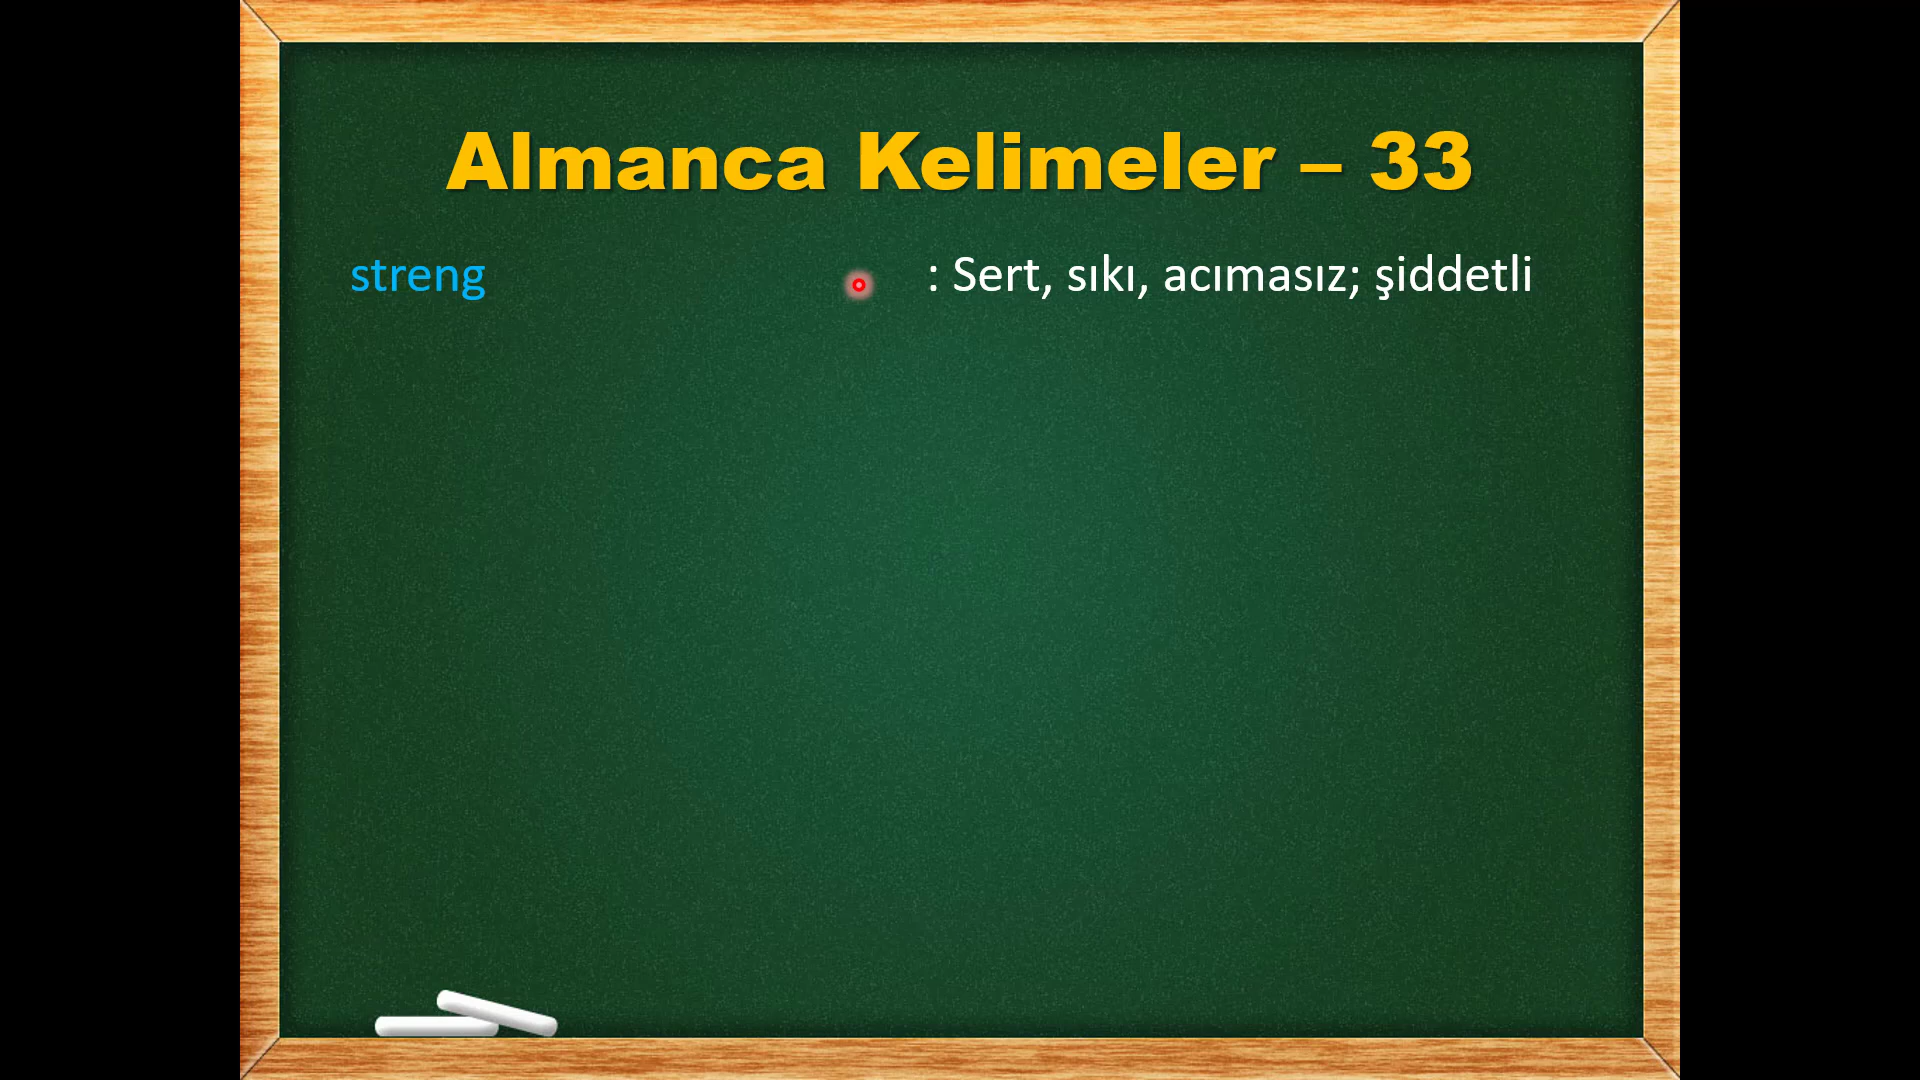 Almanca Kelimeler – 33
streng : Sert, sıkı, acımasız; şiddetli